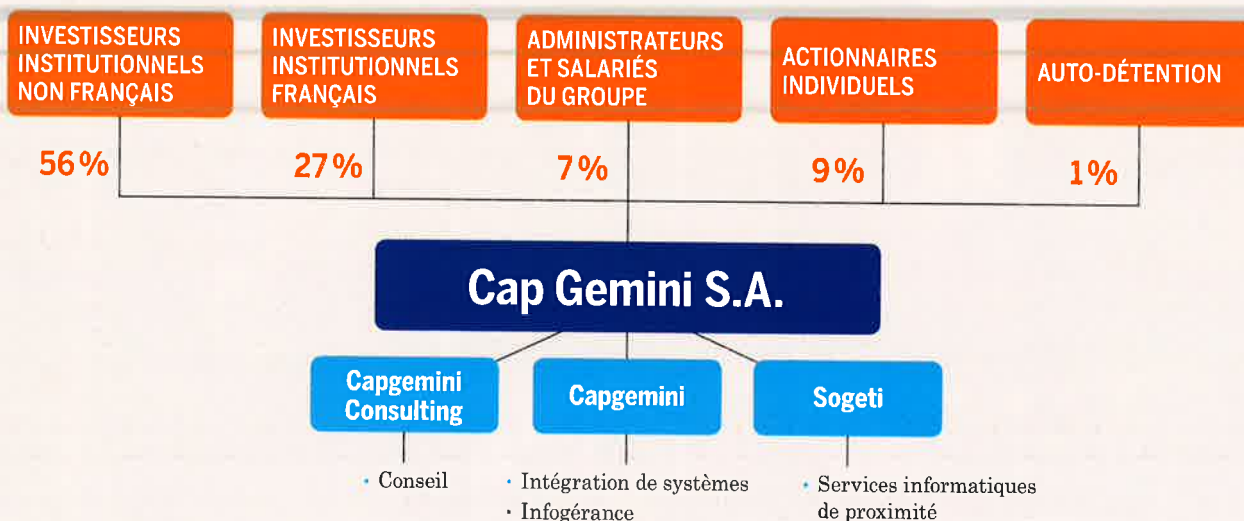 INVESTISSEURS
INSTITUTIONNELS
NON FRANÇAIS
INVESTISSEURS
INSTITUTIONNELS
FRANÇAIS
ADMINISTRATEURS
ET SALARIÉS
DU GROUPE
ACTIONNAIRES
INDIVIDUELS
AUTO-DÉTENTION
56%
27%
7%
9%
1%
Cap Gemini S.A.
Capgemini
Consulting
Capgemini
Sogeti
• Conseil
• Intégration de systèmes
• Infogérance
• Services informatiques
de proximité